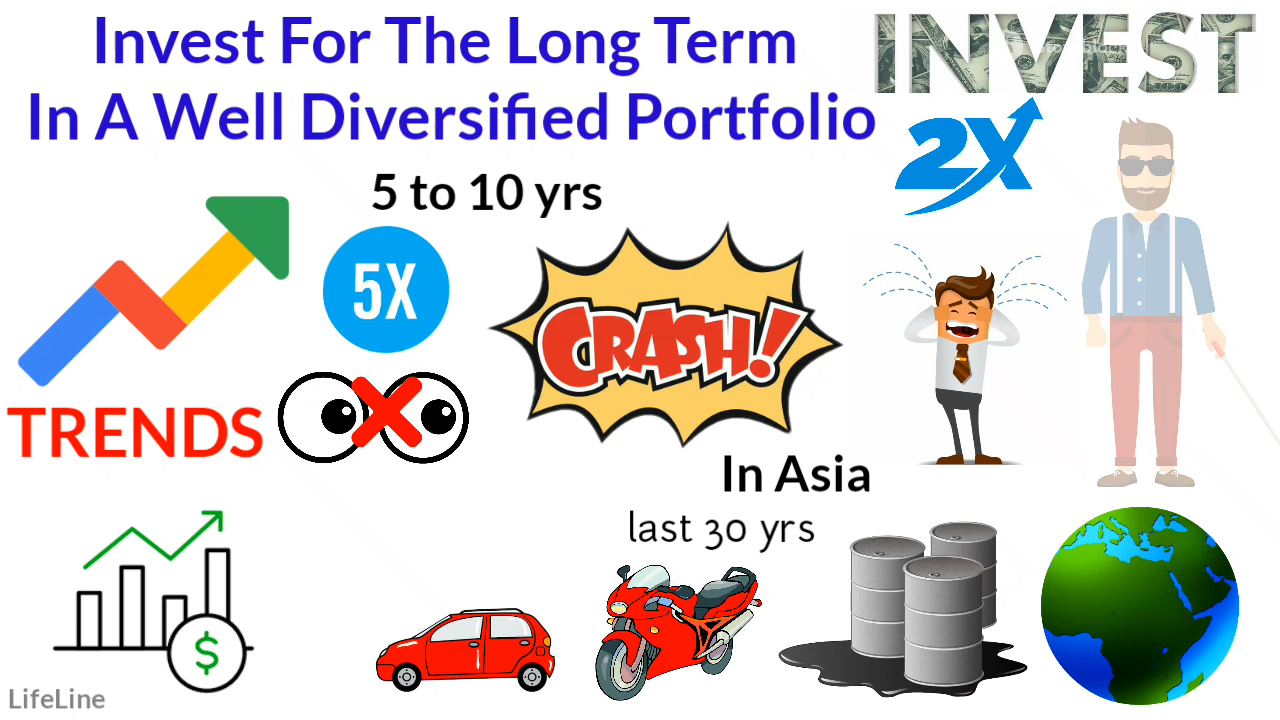 Invest For The Long Term
In A Well Diversified Portfolio
INVEST
2X
5 to 10 yrs
5X
CRASH!
TRENDS
In Asia
last 30 yrs
$
LifeLine